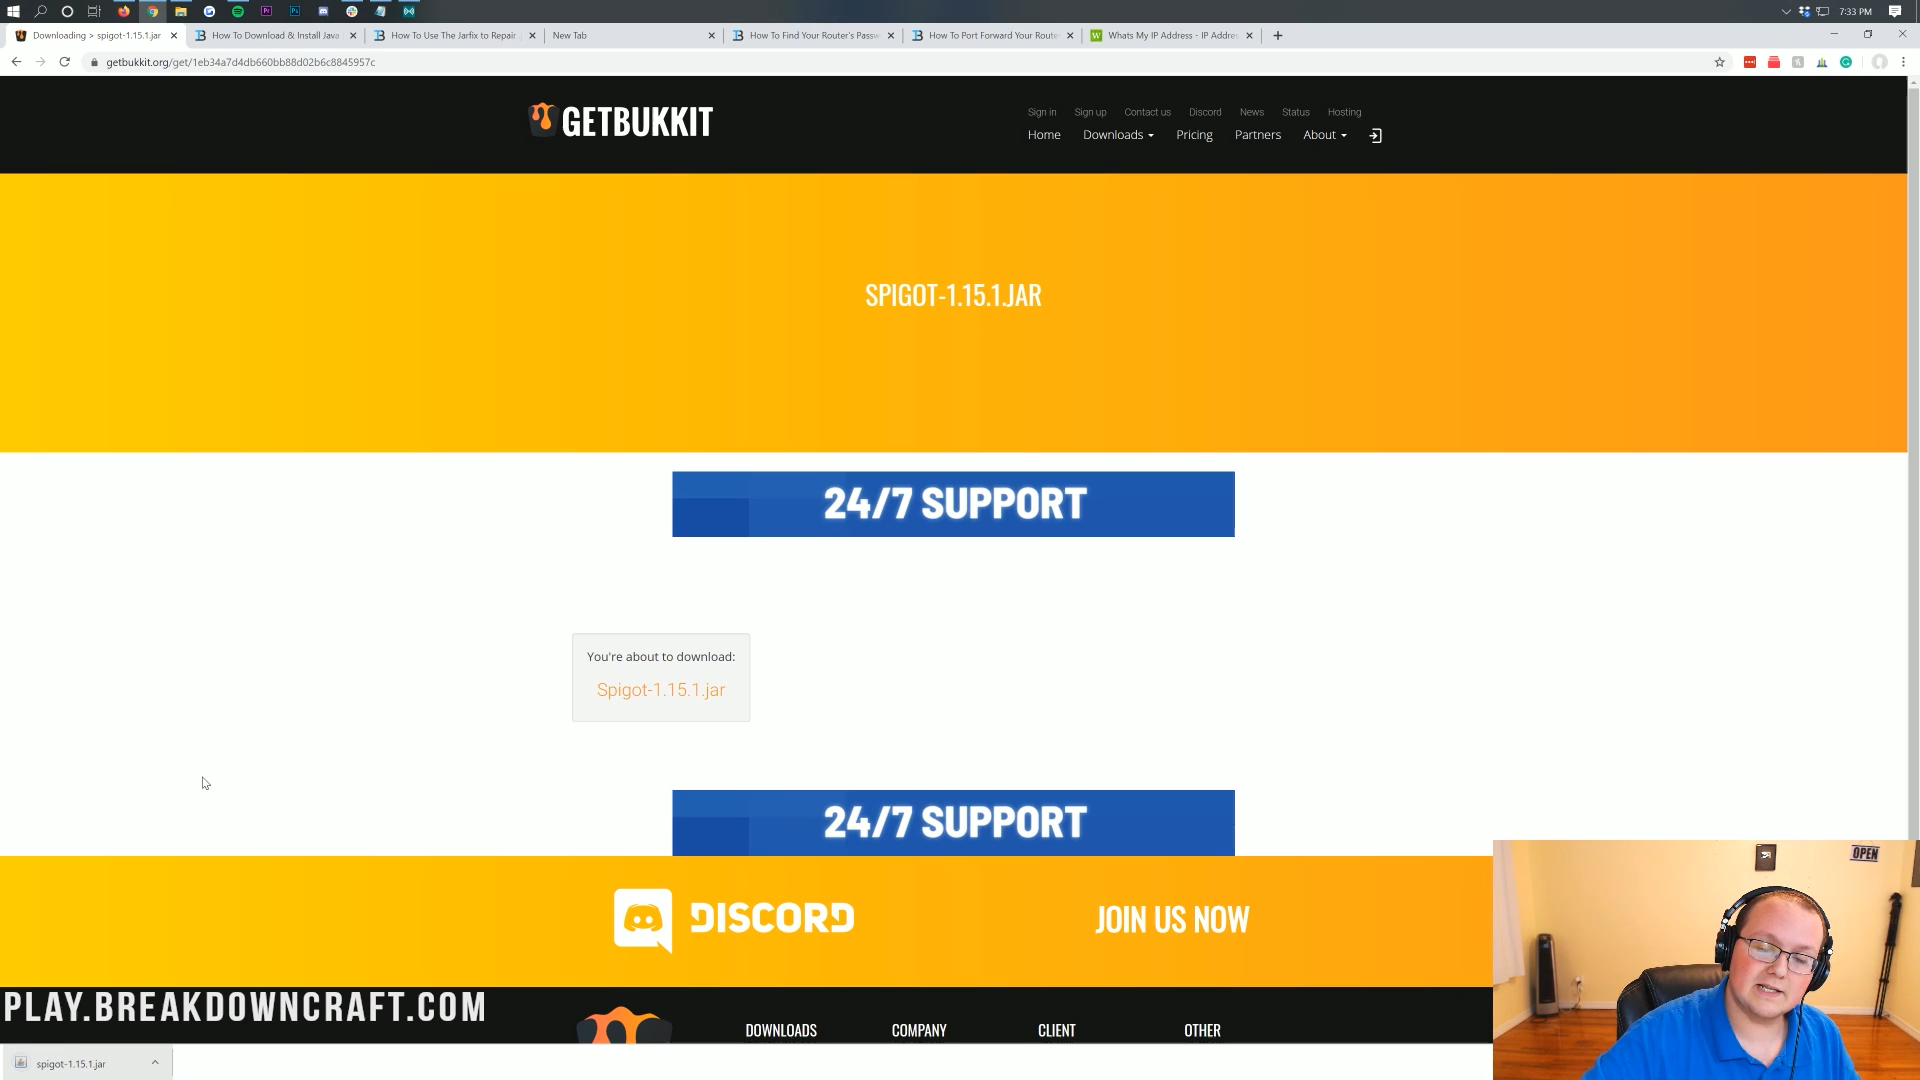 7:33 PM
Downloading > spigot-1.15.1.jar
How To Download & Install Java
How To Use The Jarfix to Repair
New Tab
How To Find Your Router's Passw
How To Port Forward Your Route
Whats My IP Address - IP Addre
getbukkit.org/get/1eb34a7d4db660bb88d02b6c8845957c
GETBUKKIT
Sign in Sign up Contact us Discord News Status Hosting
Home Downloads Pricing Partners About
SPIGOT-1.15.1.JAR
24/7 SUPPORT
You're about to download:
Spigot-1.15.1.jar
24/7 SUPPORT
OPEN
DISCORD
JOIN US NOW
PLAY.BREAKDOWNCRAFT.COM
DOWNLOADS COMPANY CLIENT OTHER
spigot-1.15.1.jar